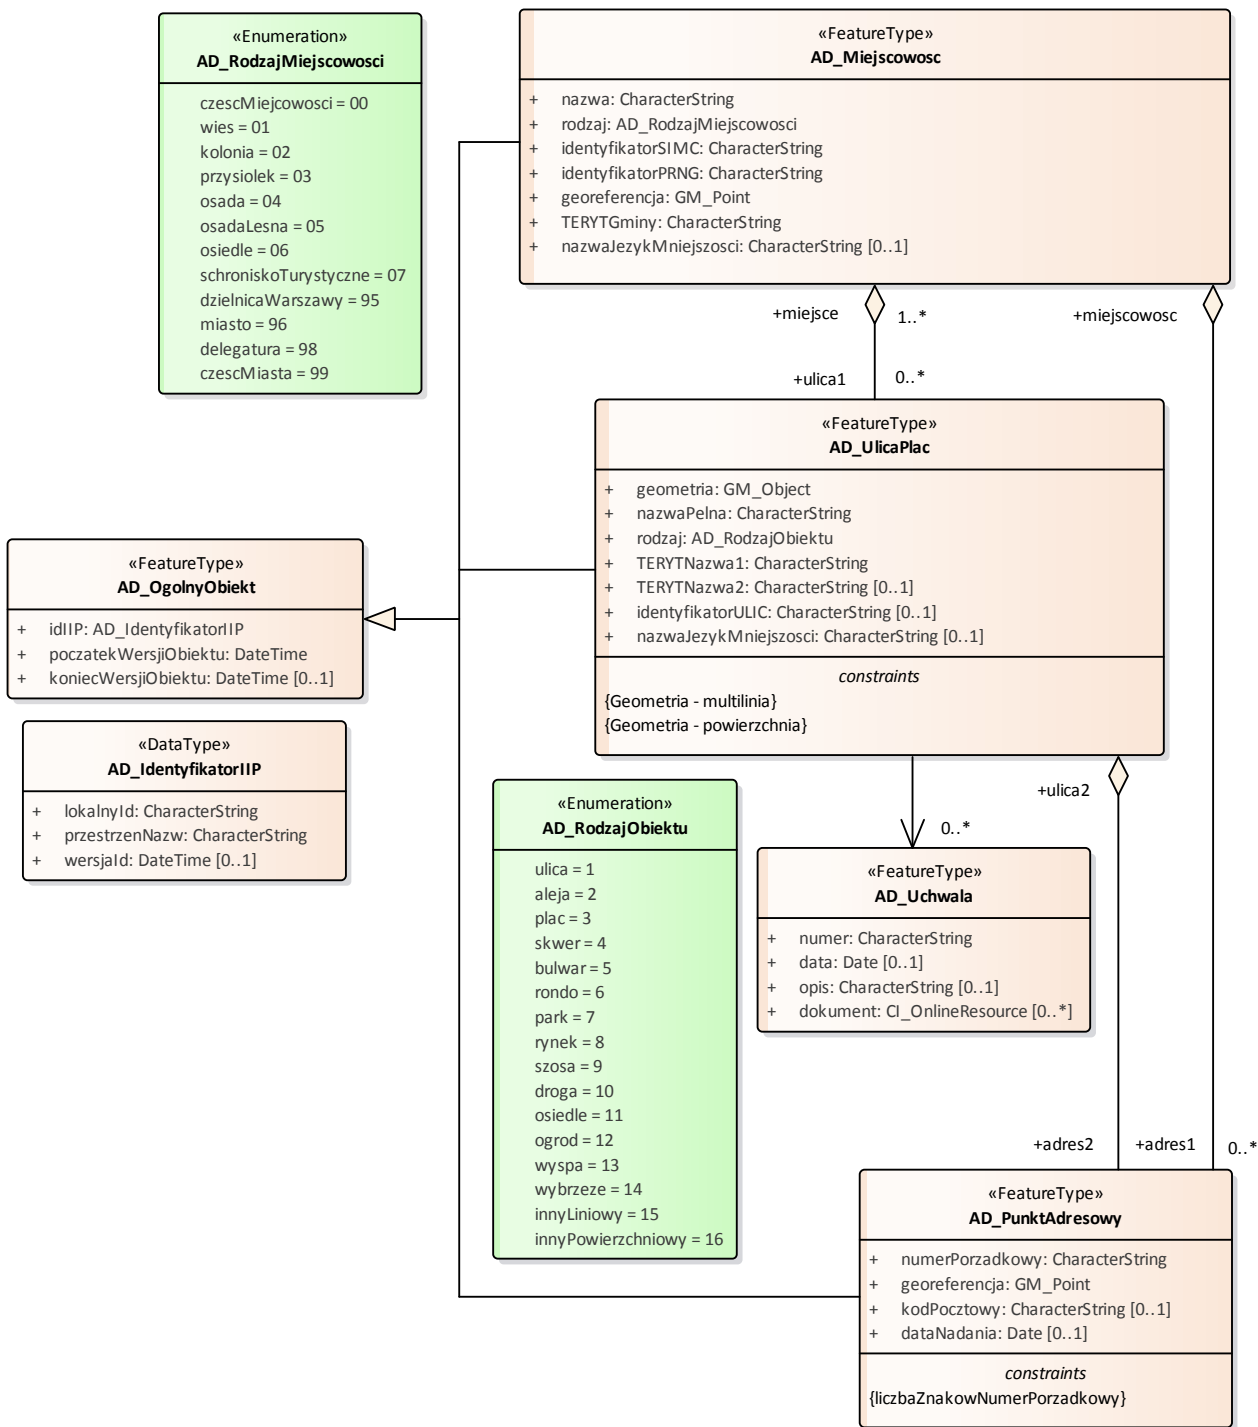 «Enumeration»
AD_RodzajMiejscowosci
czescMiejcowosci = 00
wies = 01
kolonia = 02
przysiolek = 03
osada = 04
osadaLesna = 05
osiedle = 06
schroniskoTurystyczne = 07
dzielnicaWarszawy = 95
miasto = 96
delegatura = 98
czescMiasta = 99
«FeatureType»
AD_Miejscowosc
+ nazwa: CharacterString
+ rodzaj: AD_RodzajMiejscowosci
+ identyfikatorSIMC: CharacterString
+ identyfikatorPRNG: CharacterString
+ georeferencja: GM_Point
+ TERYTGminy: CharacterString
+ nazwaJezykMniejszosci: CharacterString [0..1]
+miejsce
1..*
+miejscowosc
+ulica1
0..*
«FeatureType»
AD_UlicaPlac
+ geometria: GM_Object
+ nazwaPelna: CharacterString
+ rodzaj: AD_RodzajObiektu
+ TERYTNazwa1: CharacterString
+ TERYTNazwa2: CharacterString [0..1]
+ identyfikatorULIC: CharacterString [0..1]
+ nazwaJezykMniejszosci: CharacterString [0..1]
constraints
{Geometria - multilinia}
{Geometria - powierzchnia}
«FeatureType»
AD_OgolnyObiekt
+ idIIP: AD_IdentyfikatorIIP
+ poczatekWersjiObiektu: DateTime
+ koniecWersjiObiektu: DateTime [0..1]
«DataType»
AD_IdentyfikatorIIP
+ lokalnyId: CharacterString
+ przestrzenNazw: CharacterString
+ wersjaId: DateTime [0..1]
«Enumeration»
AD_RodzajObiektu
ulica = 1
aleja = 2
plac = 3
skwer = 4
bulwar = 5
rondo = 6
park = 7
rynek = 8
szosa = 9
droga = 10
osiedle = 11
ogrod = 12
wyspa = 13
wybrzeze = 14
innyLiniowy = 15
innyPowierzchniowy = 16
+ulica2
0..*
«FeatureType»
AD_Uchwala
+ numer: CharacterString
+ data: Date [0..1]
+ opis: CharacterString [0..1]
+ dokument: CI_OnlineResource [0..*]
+adres2
+adres1
0..*
«FeatureType»
AD_PunktAdresowy
+ numerPorzadkowy: CharacterString
+ georeferencja: GM_Point
+ kodPocztowy: CharacterString [0..1]
+ dataNadania: Date [0..1]
constraints
{liczbaZnakowNumerPorzadkowy}